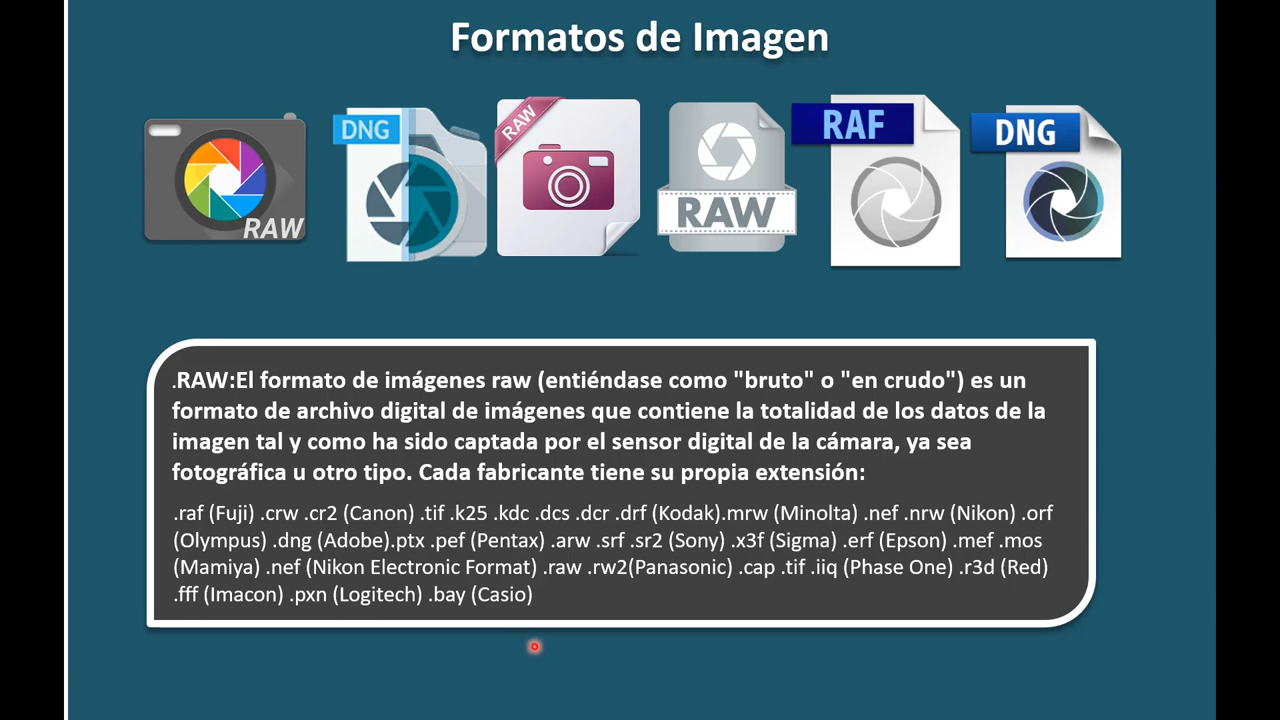 Formatos de Imagen
RAW
DNG
RAW
RAW
RAF
DNG
.RAW:El formato de imágenes raw (entiéndase como "bruto" o "en crudo") es un
formato de archivo digital de imágenes que contiene la totalidad de los datos de la
imagen tal y como ha sido captada por el sensor digital de la cámara, ya sea
fotográfica u otro tipo. Cada fabricante tiene su propia extensión:
.raf (Fuji) .crw .cr2 (Canon) .tif .k25 .kdc .dcs .dcr .drf (Kodak).mrw (Minolta) .nef .nrw (Nikon) .orf
(Olympus) .dng (Adobe).ptx .pef (Pentax) .arw .srf .sr2 (Sony) .x3f (Sigma) .erf (Epson) .mef .mos
(Mamiya) .nef (Nikon Electronic Format) .raw .rw2(Panasonic) .cap .tif .iiq (Phase One) .r3d (Red)
.fff (Imacon) .pxn (Logitech) .bay (Casio)